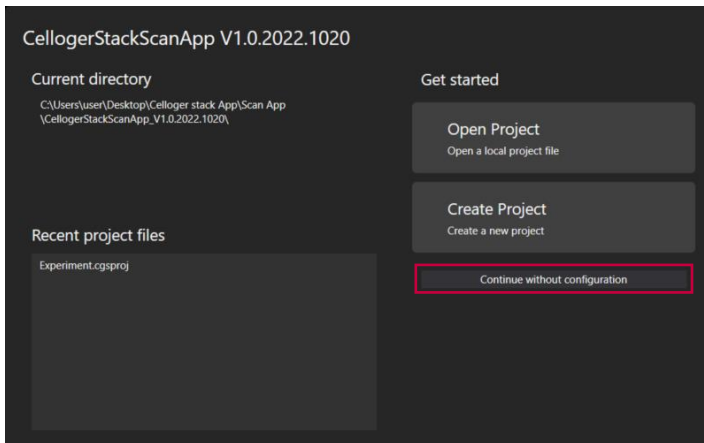 CellogerStackScanApp V1.0.2022.1020
Current directory
C:\Users\user\Desktop\Celloger stack App\Scan App
\CellogerStackScanApp_V1.0.2022.1020\
Recent project files
Experiment.cgsproj
Get started
Open Project
Open a local project file
Create Project
Create a new project
Continue without configuration